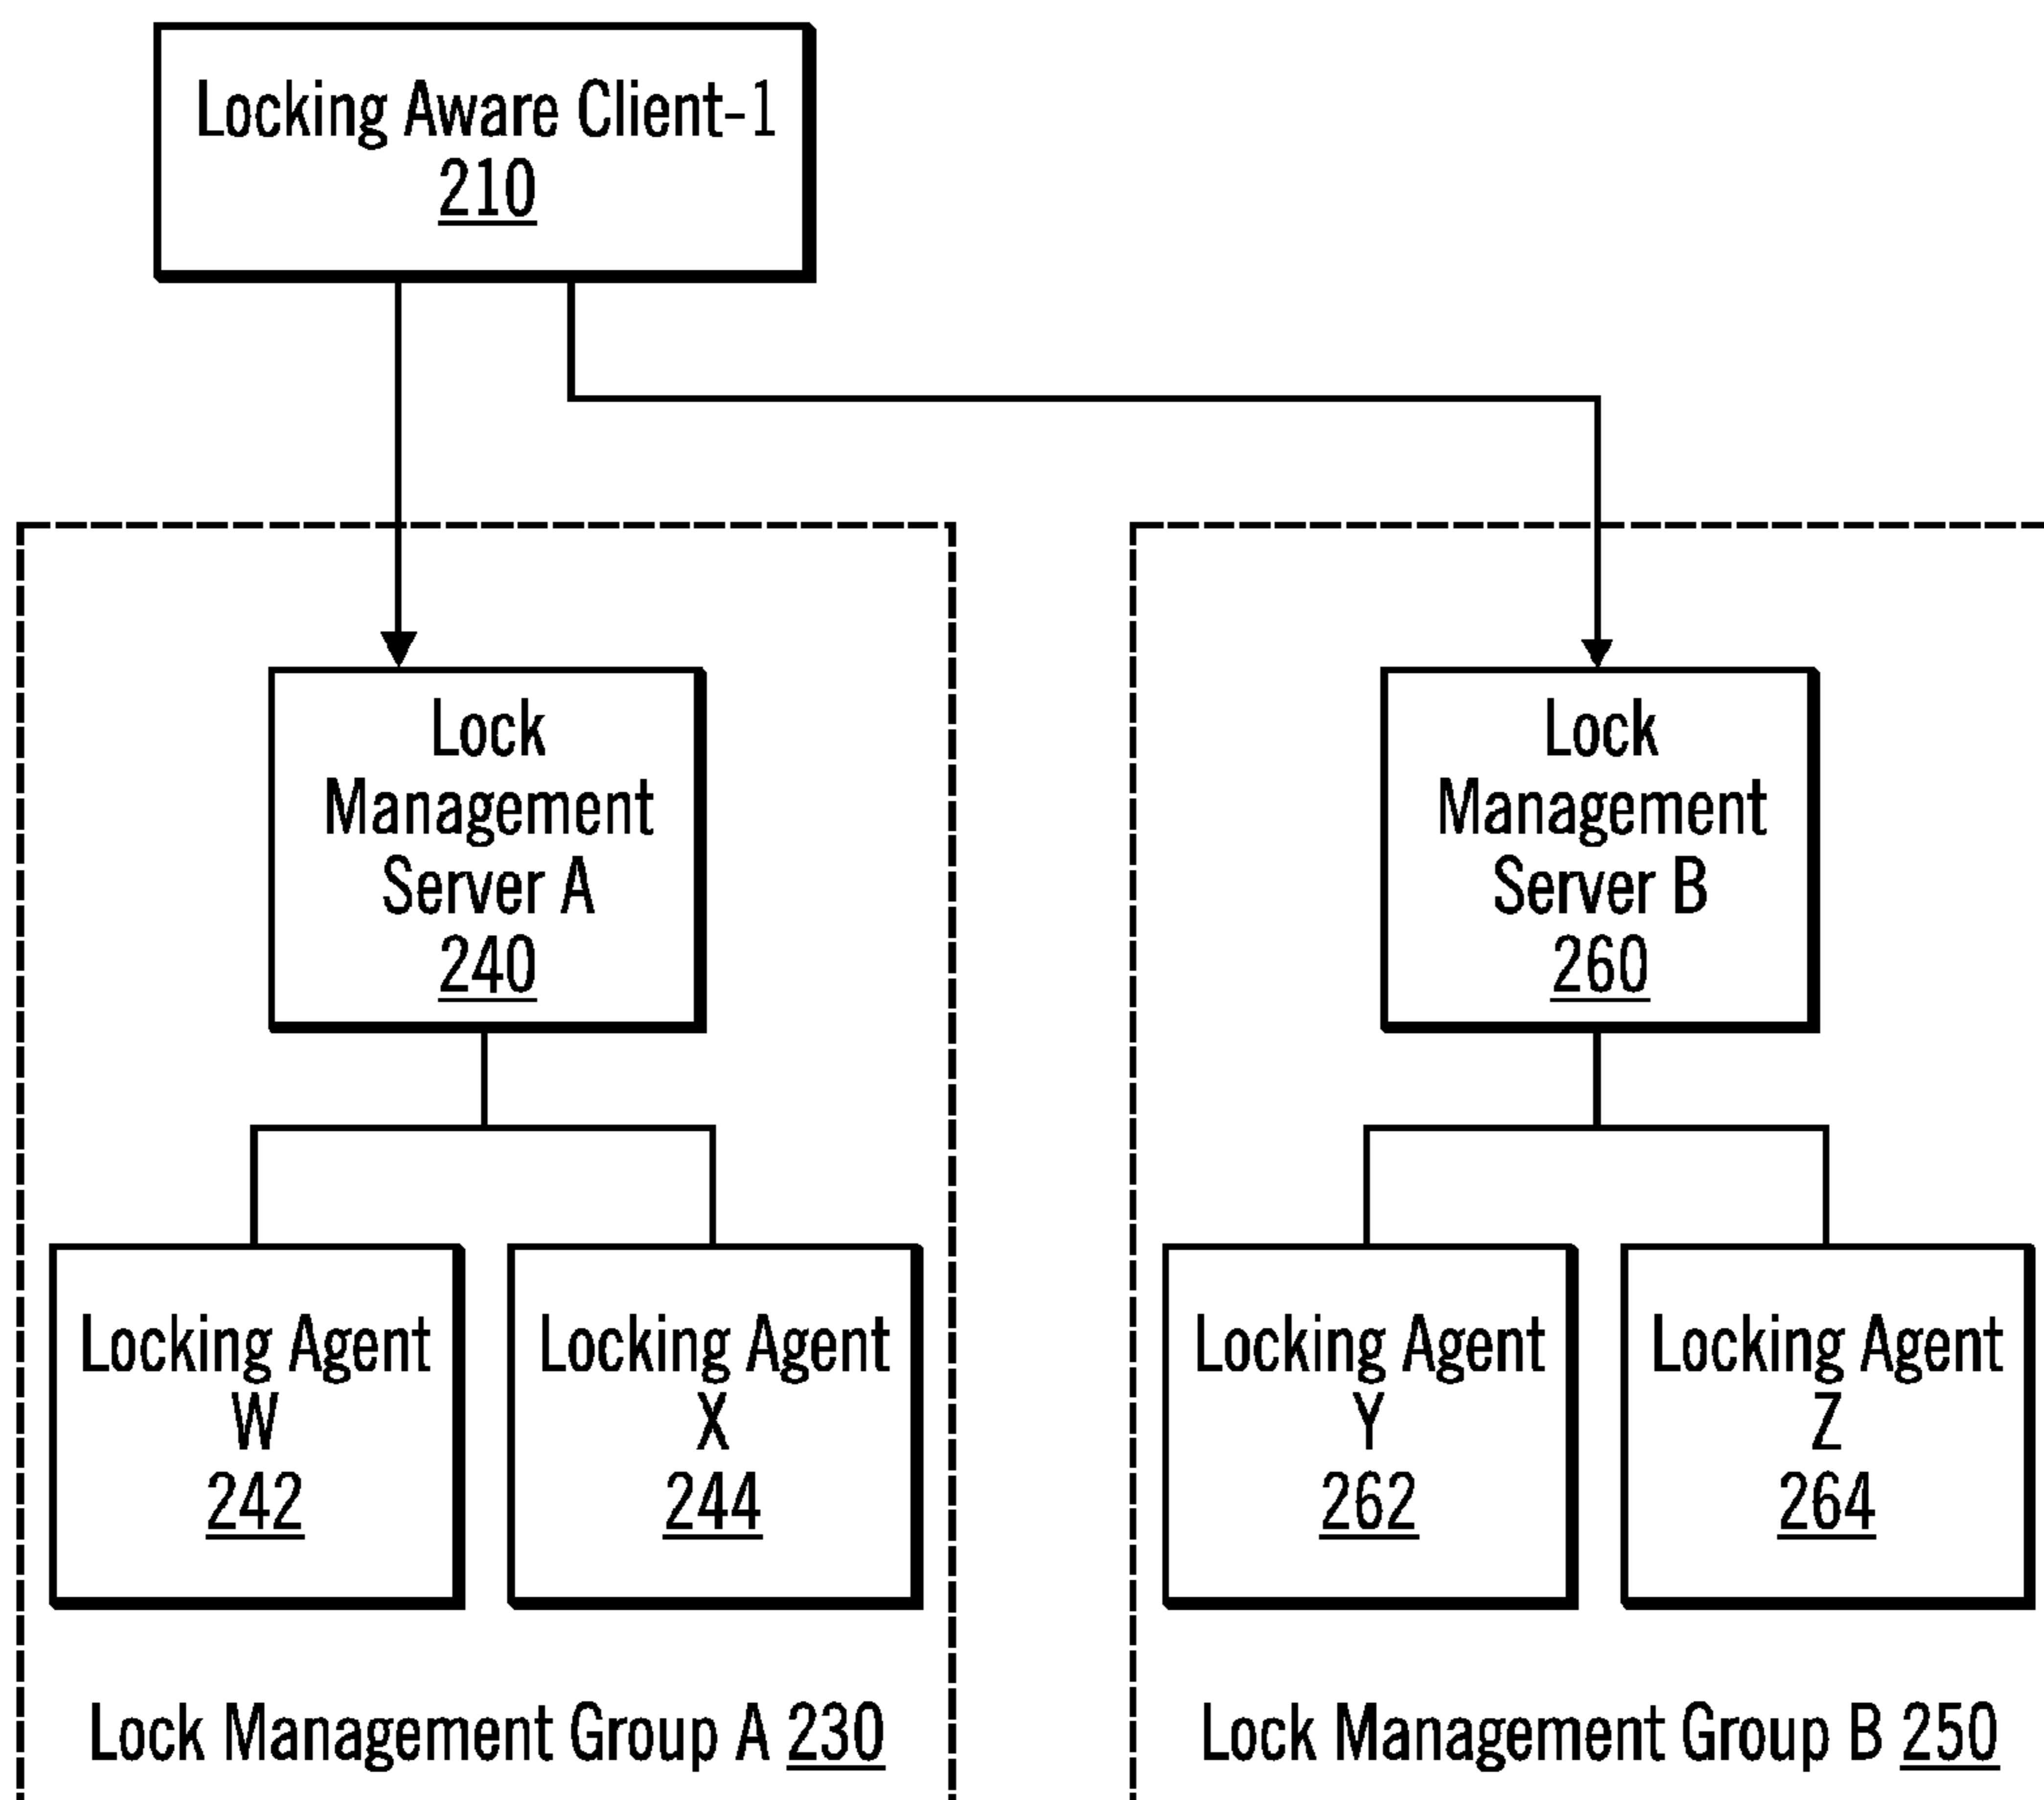 Locking Aware Client-1
210
Lock
Management
Server A
240
Lock
Management
Server B
260
Locking Agent
W
242
Locking Agent
X
244
Locking Agent
Y
262
Locking Agent
Z
264
Lock Management Group A 230
Lock Management Group B 250